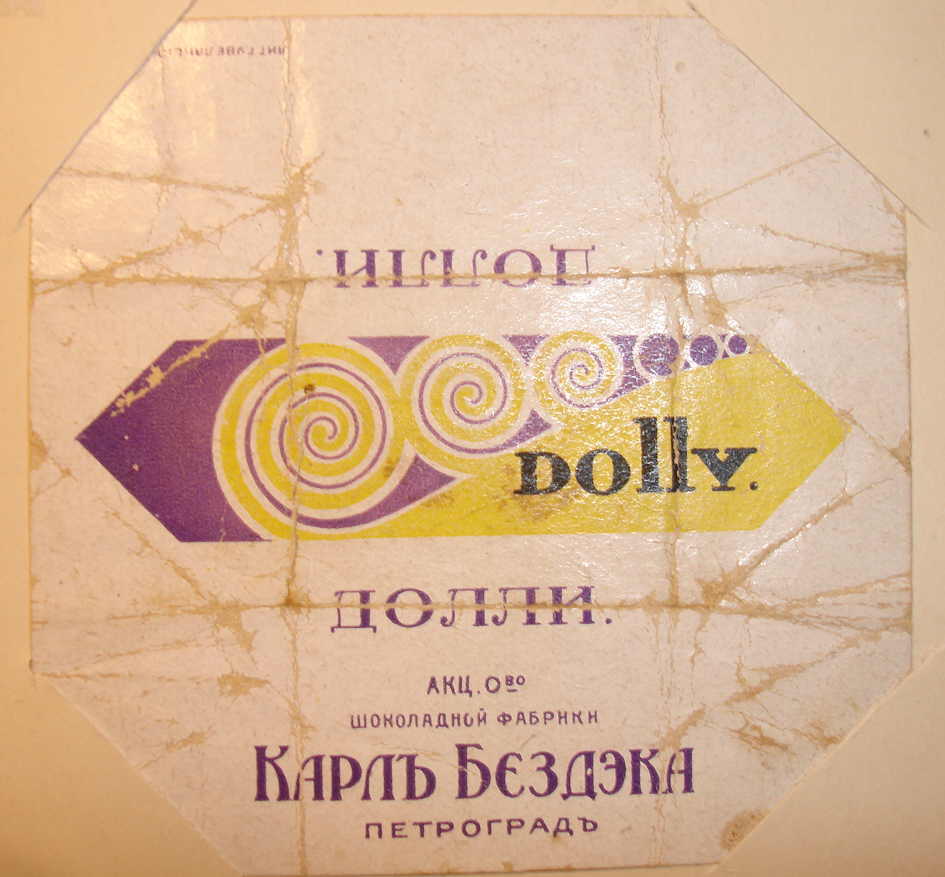 ДОЛЛИ.
Dolly.
ДОЛЛИ.
АКЦ. О‑во
ШОКОЛАДНОЙ ФАБРИКИ
КАРЛЪ БЕЗДЭКА
ПЕТРОГРАДЪ